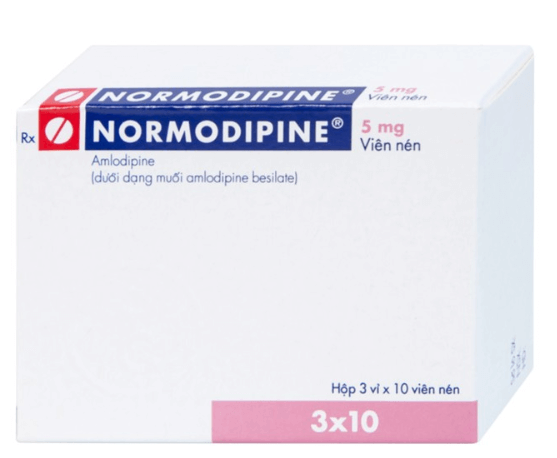 NORMODIPINE® 5 mg
Viên nén
Rx NORMODIPINE® 5 mg
Viên nén
Amlodipine
(dưới dạng muối amlodipine besilate)
Hộp 3 vỉ x 10 viên nén
3x10